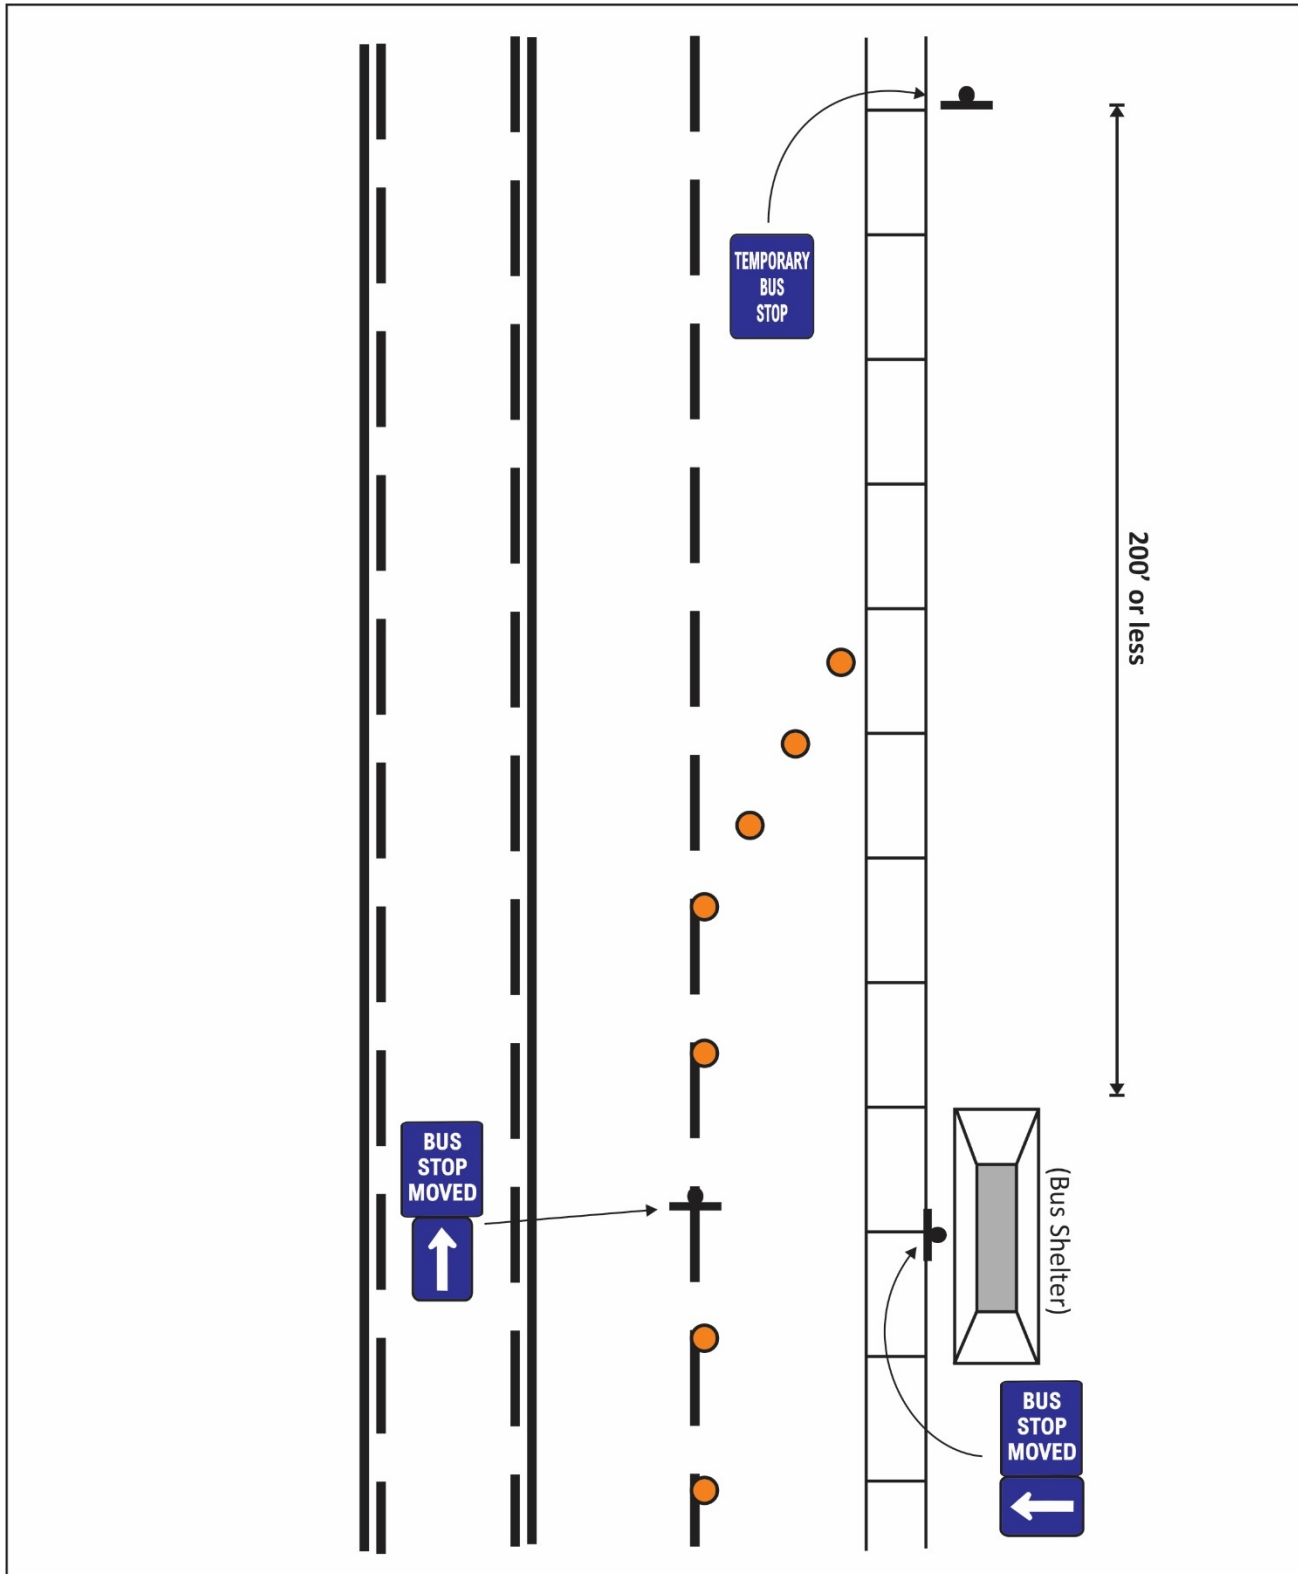 TEMPORARY
BUS
STOP
200' or less
BUS
STOP
MOVED
(Bus Shelter)
BUS
STOP
MOVED